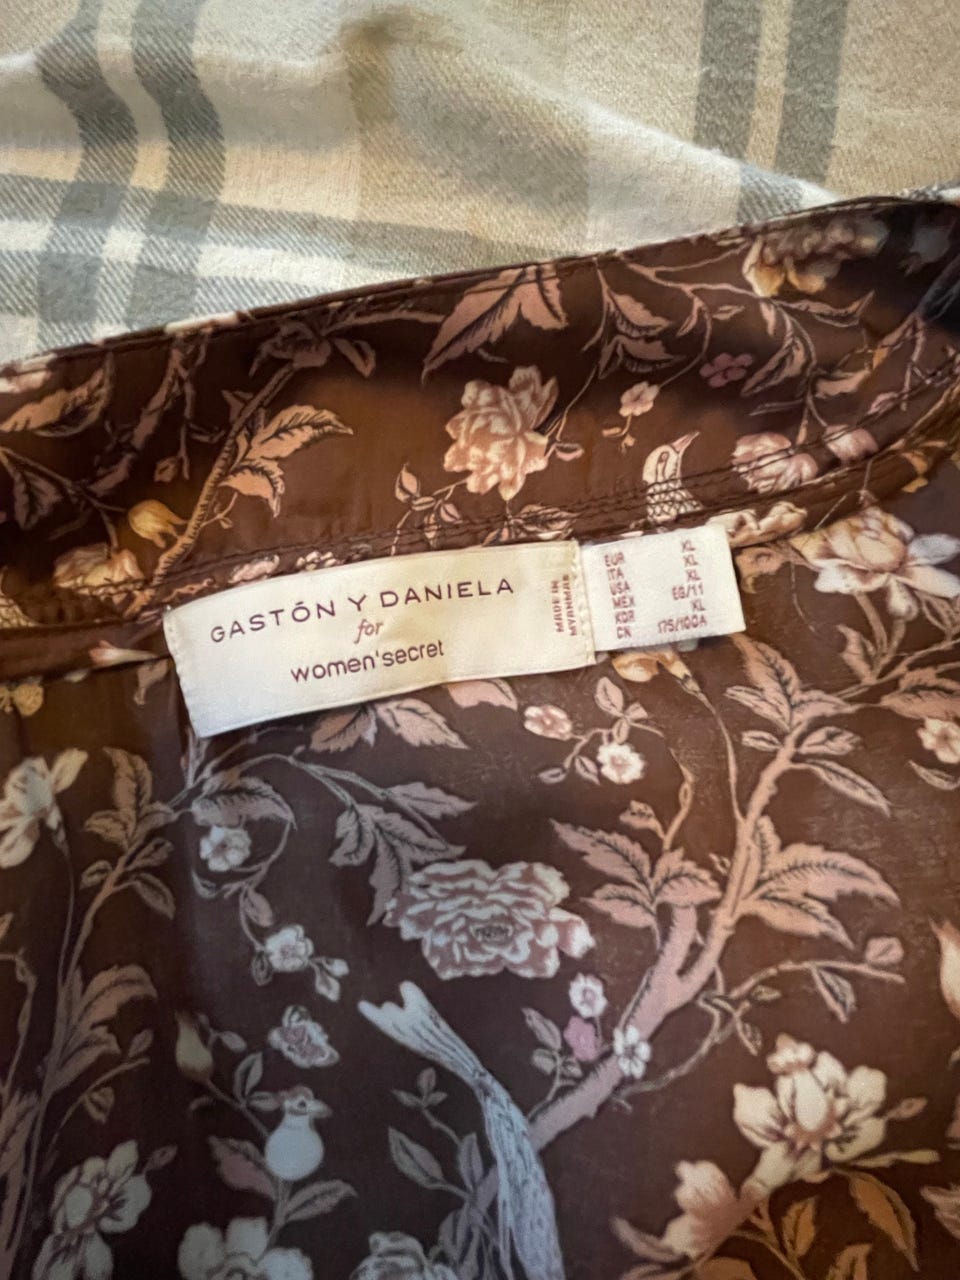 GASTÓN Y DANIELA
for
women'secret
MADE IN
MYANMAR
EUR XL
ITA XL
USA XL
MEX EG/11
KOR XL
CN 175/100A